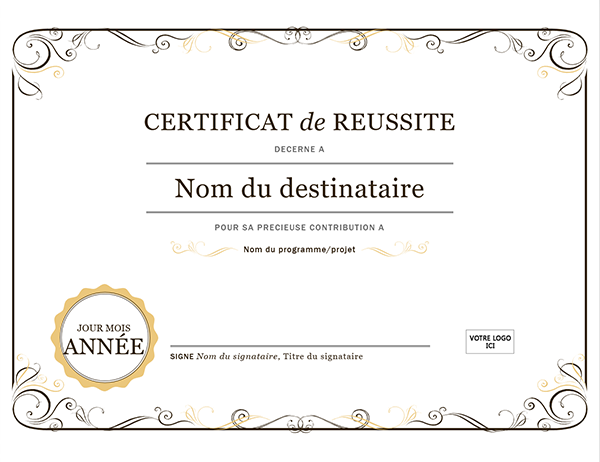 CERTIFICAT de REUSSITE
DECERNE A
Nom du destinataire
POUR SA PRECIEUSE CONTRIBUTION A
Nom du programme/projet
JOUR MOIS
ANNÉE
SIGNE Nom du signataire, Titre du signataire
VOTRE LOGO
ICI